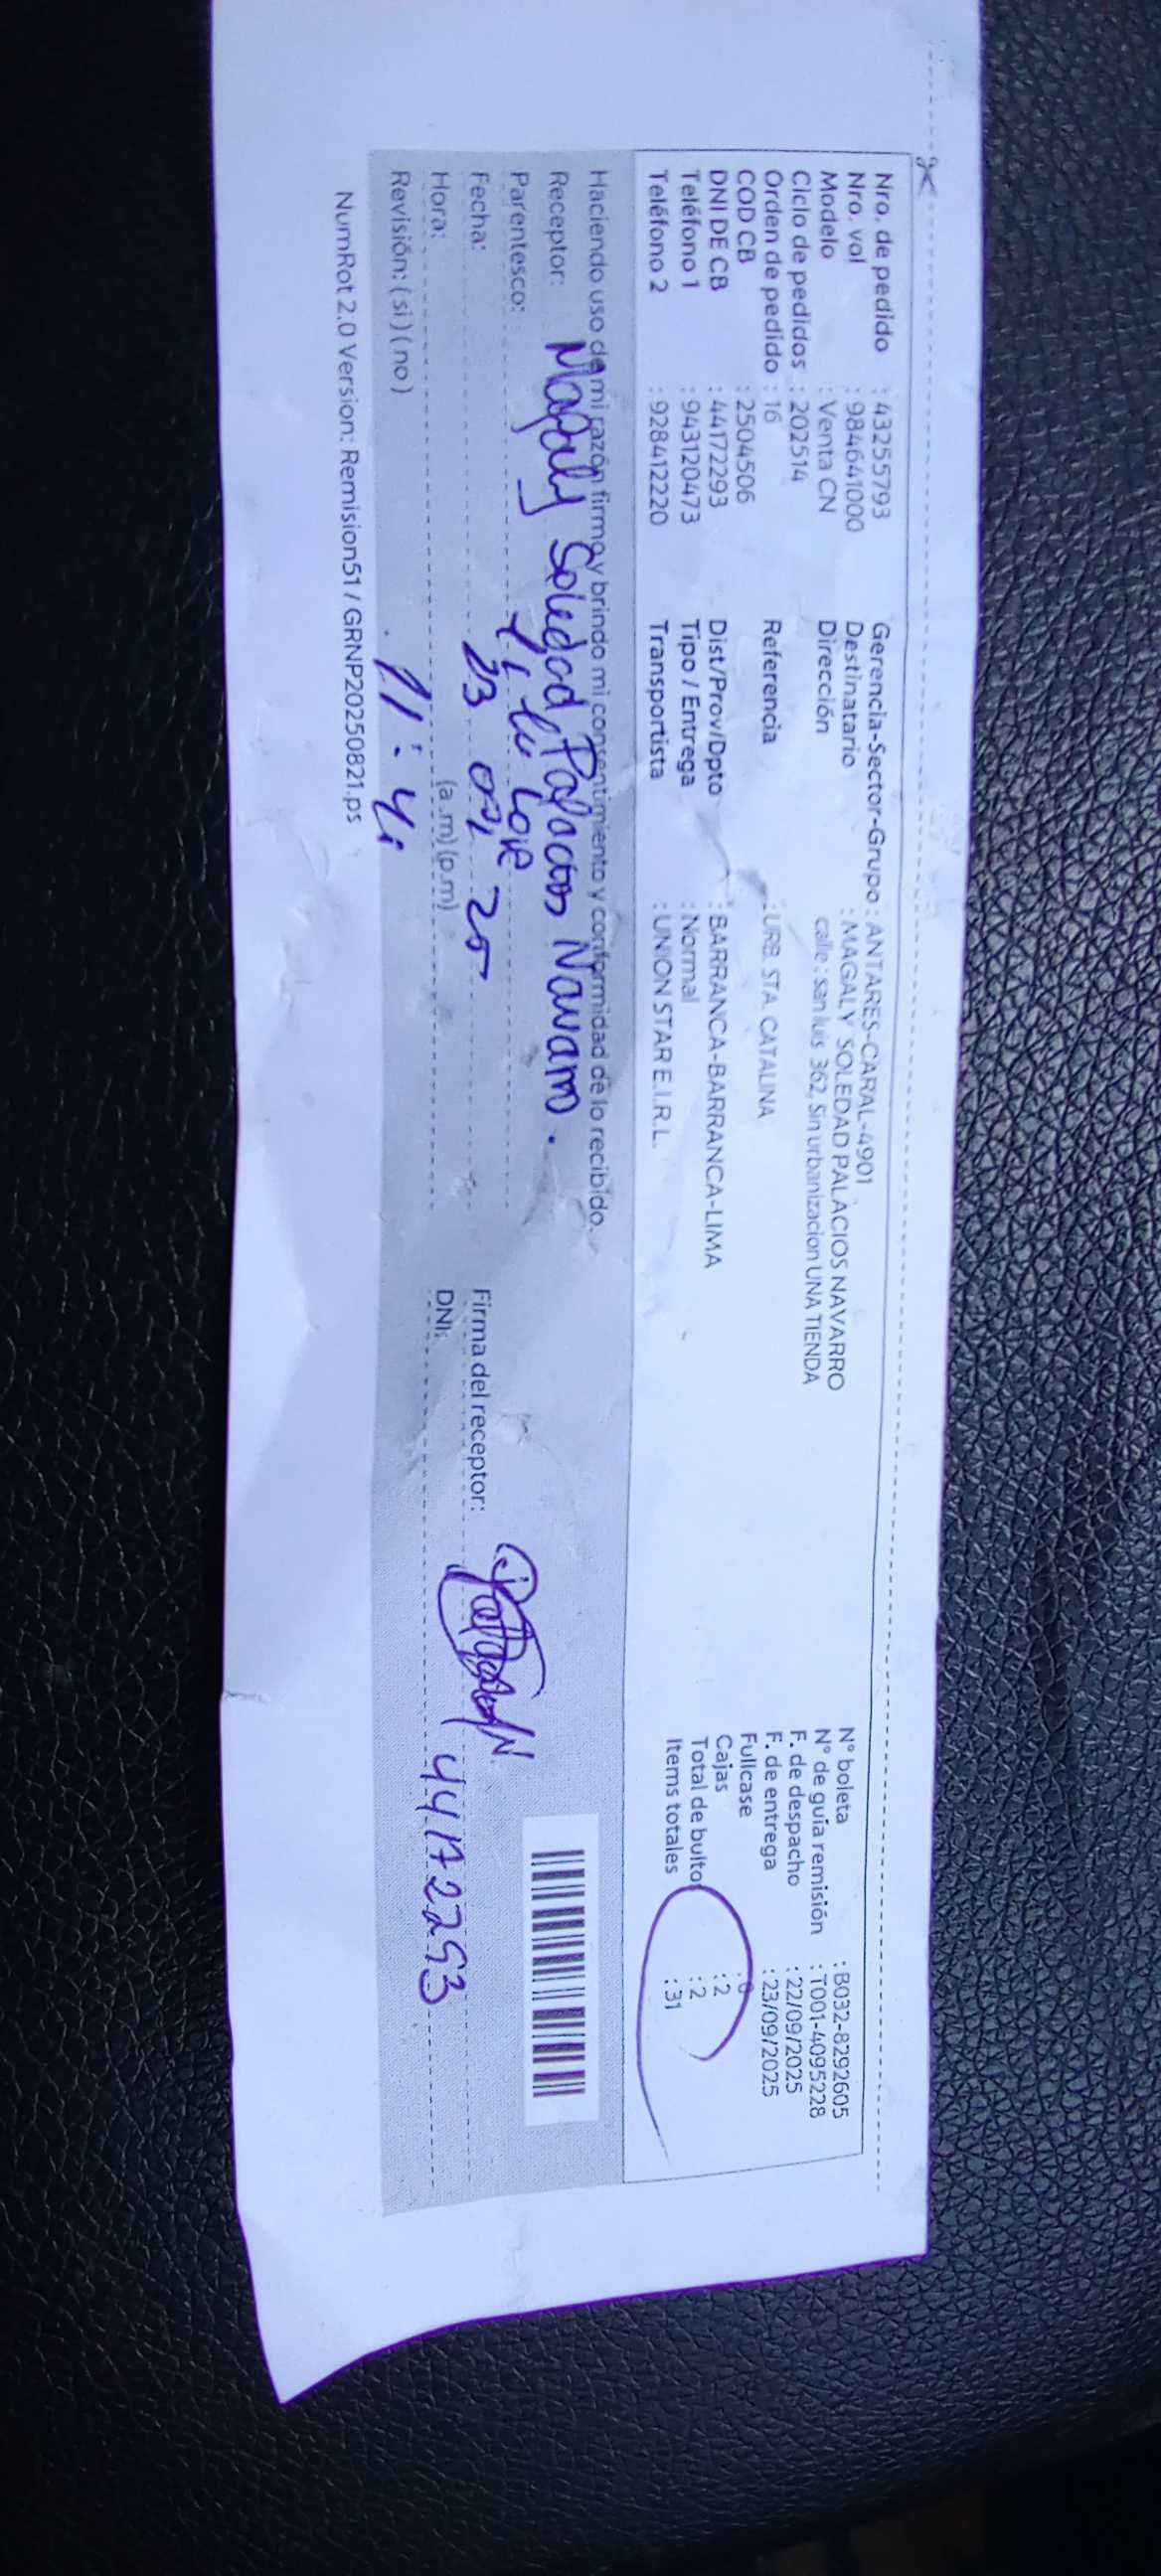 Nro. de pedido : 43255793 Gerencia-Sector-Grupo : ANTARES-CARAL-4901 N° boleta : B032-8292605
Nro. vol : 984641000 Destinatario : MAGALY SOLEDAD PALACIOS NAVARRO N° de guía remisión : T001-4095228
Modelo : Venta CN Dirección calle: san luis 362, Sin urbanizacion UNA TIENDA F. de despacho : 22/09/2025
Ciclo de pedidos : 202514 F. de entrega : 23/09/2025
Orden de pedido : 16 Referencia : URB. STA. CATALINA Fullcase : 0
COD CB : 2504506 Cajas : 2
DNI DE CB : 44172293 Dist/Prov/Dpto : BARRANCA-BARRANCA-LIMA Total de bulto : 2
Teléfono 1 : 943120473 Tipo / Entrega : Normal Items totales : 31
Teléfono 2 : 928412220 Transportista : UNION STAR E.I.R.L.
Haciendo uso de mi razón firmo y brindo mi consentimiento y conformidad de lo recibido.
Receptor: Magaly Soledad Palacios Navarro.
Parentesco:
Fecha: 23 09 25 Firma del receptor:
Hora: (a.m) (p.m) DNI: 44172293
Revisión: ( si ) ( no ) 11:41
NumRot 2.0 Version: Remision51 / GRNP20250821.ps